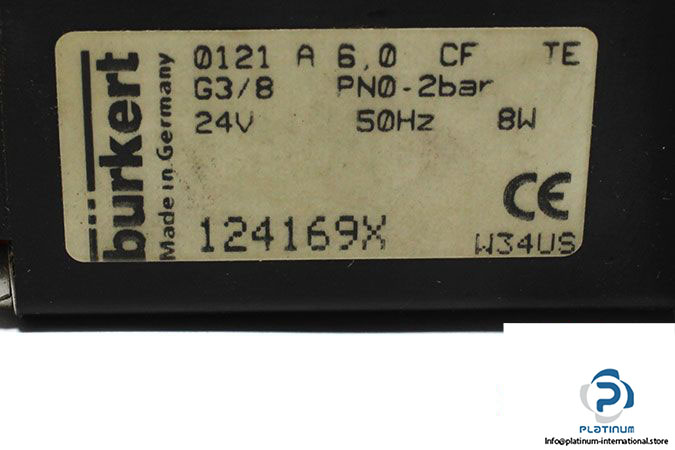 burkert
Made in Germany
0121 A 6,0 CF TE
G3/8 PN0-2bar
24V 50Hz 8W
CE
124169X
W34US
P
PLATINUM
Info@platinum-international.store